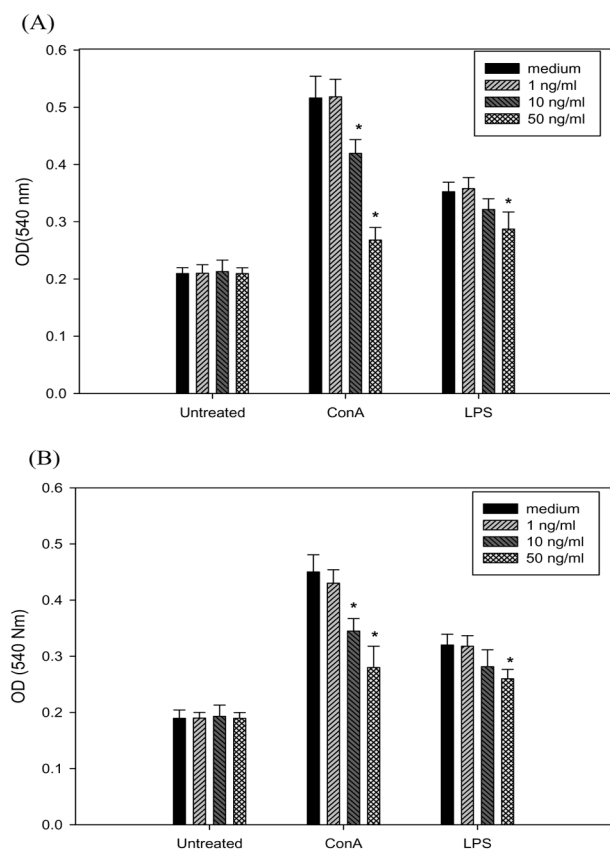 (A)
0.6
0.5
0.4
0.3
0.2
0.1
0.0
OD(540 nm)
medium
1 ng/ml
10 ng/ml
50 ng/ml
*
*
*
Untreated ConA LPS
(B)
0.6
0.5
0.4
0.3
0.2
0.1
0.0
OD (540 Nm)
medium
1 ng/ml
10 ng/ml
50 ng/ml
*
*
*
Untreated ConA LPS